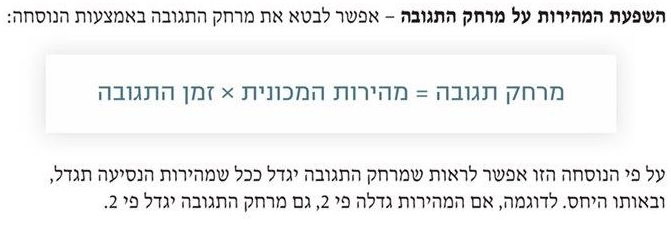 השפעת המהירות על מרחק התגובה – אפשר לבטא את מרחק התגובה באמצעות הנוסחה:
מרחק תגובה = מהירות המכונית × זמן התגובה
על פי הנוסחה הזו אפשר לראות שמרחק התגובה יגדל ככל שמהירות הנסיעה תגדל,
ובאותו היחס. לדוגמה, אם המהירות גדלה פי 2, גם מרחק התגובה יגדל פי 2.